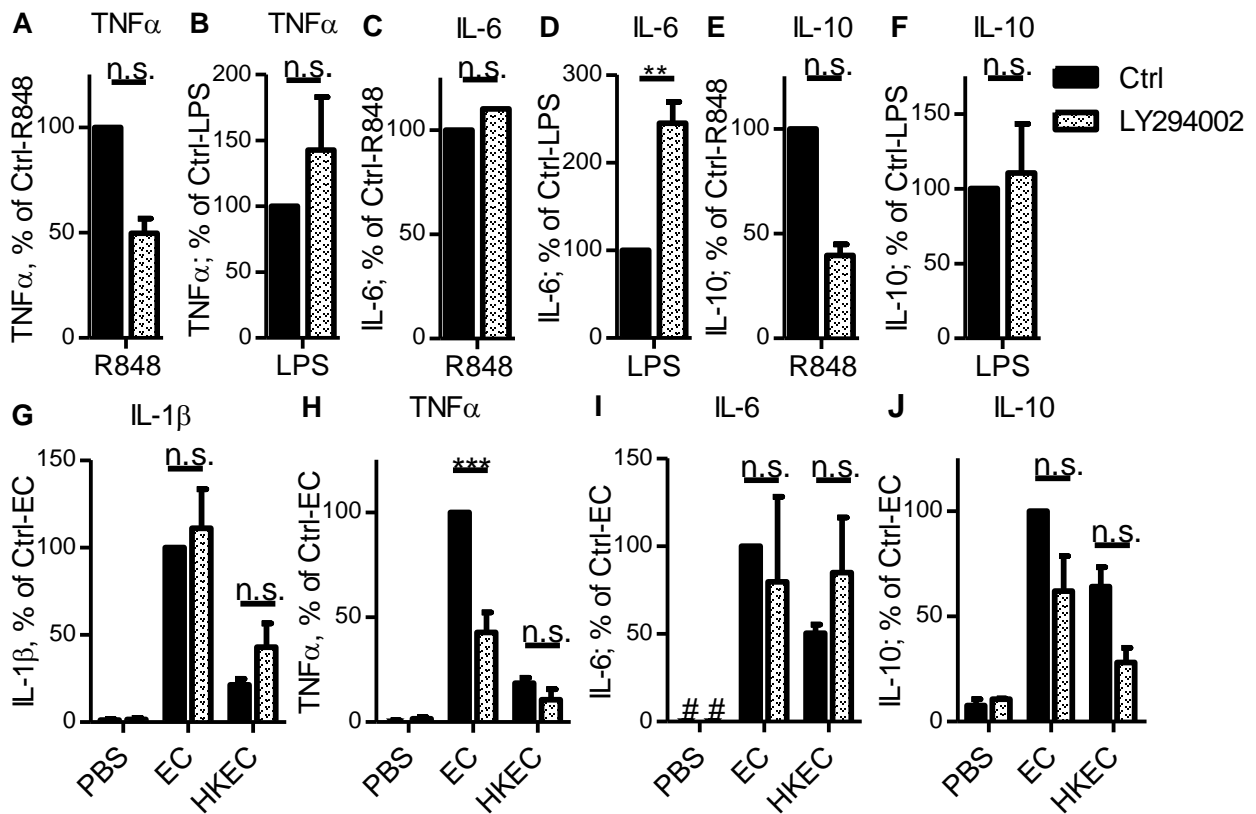 A TNFα
TNFα, % of Ctrl-R848
100
50
0
n.s.
R848
B TNFα
TNFα; % of Ctrl-LPS
200
150
100
50
0
n.s.
LPS
C IL-6
IL-6; % of Ctrl-R848
100
50
0
n.s.
R848
D IL-6
IL-6; % of Ctrl-LPS
300
200
100
0
**
LPS
E IL-10
IL-10; % of Ctrl-R848
100
50
0
n.s.
R848
F IL-10
IL-10; % of Ctrl-LPS
150
100
50
0
n.s.
LPS
Ctrl
LY294002
G IL-1β
IL-1β, % of Ctrl-EC
150
100
50
0
n.s.
n.s.
PBS
EC
HKEC
H TNFα
TNFα, % of Ctrl-EC
100
50
0
***
n.s.
PBS
EC
HKEC
I IL-6
IL-6; % of Ctrl-EC
150
100
50
0
# #
n.s.
n.s.
PBS
EC
HKEC
J IL-10
IL-10; % of Ctrl-EC
100
50
0
n.s.
n.s.
PBS
EC
HKEC